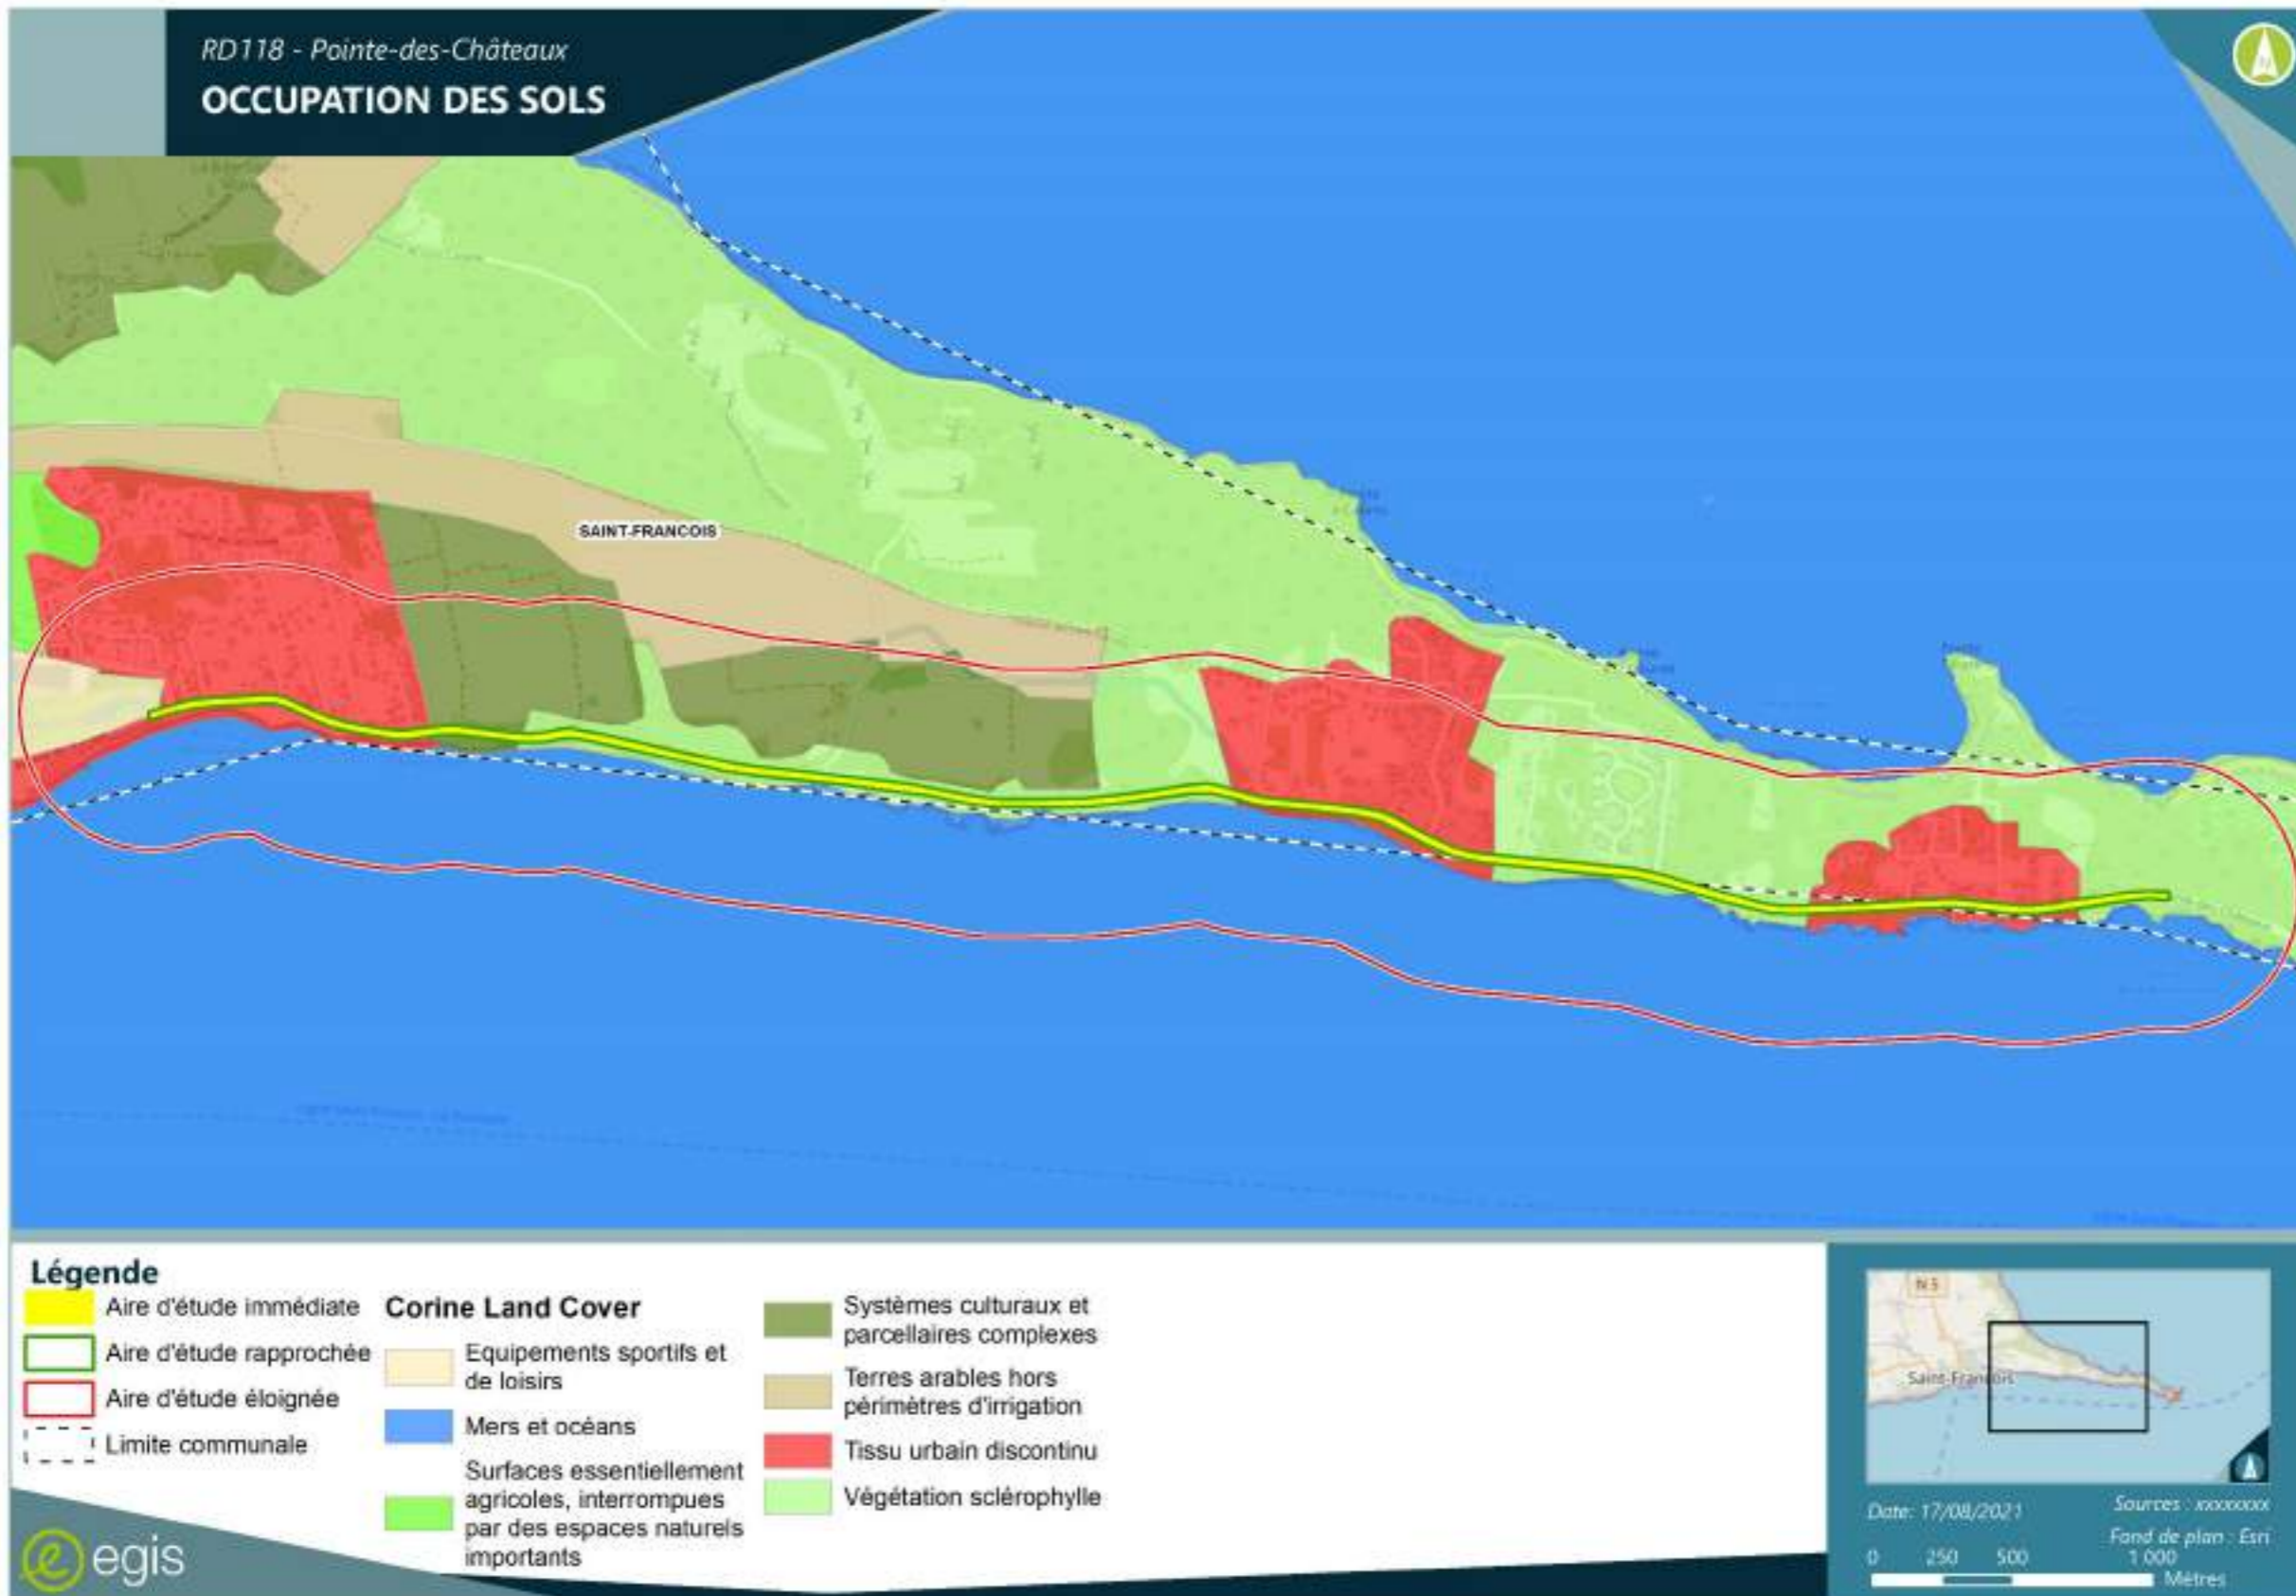 RD118 - Pointe-des-Châteaux
OCCUPATION DES SOLS
N
SAINT-FRANCOIS
Légende
Aire d'étude immédiate
Aire d'étude rapprochée
Aire d'étude éloignée
Limite communale
Corine Land Cover
Equipements sportifs et
de loisirs
Mers et océans
Surfaces essentiellement
agricoles, interrompues
par des espaces naturels
importants
Systèmes culturaux et
parcellaires complexes
Terres arables hors
périmètres d'irrigation
Tissu urbain discontinu
Végétation sclérophylle
egis
N 5
Saint-François
Date: 17/08/2021
Sources : xxxxxxxx
Fond de plan : Esri
0 250 500 1 000
Mètres